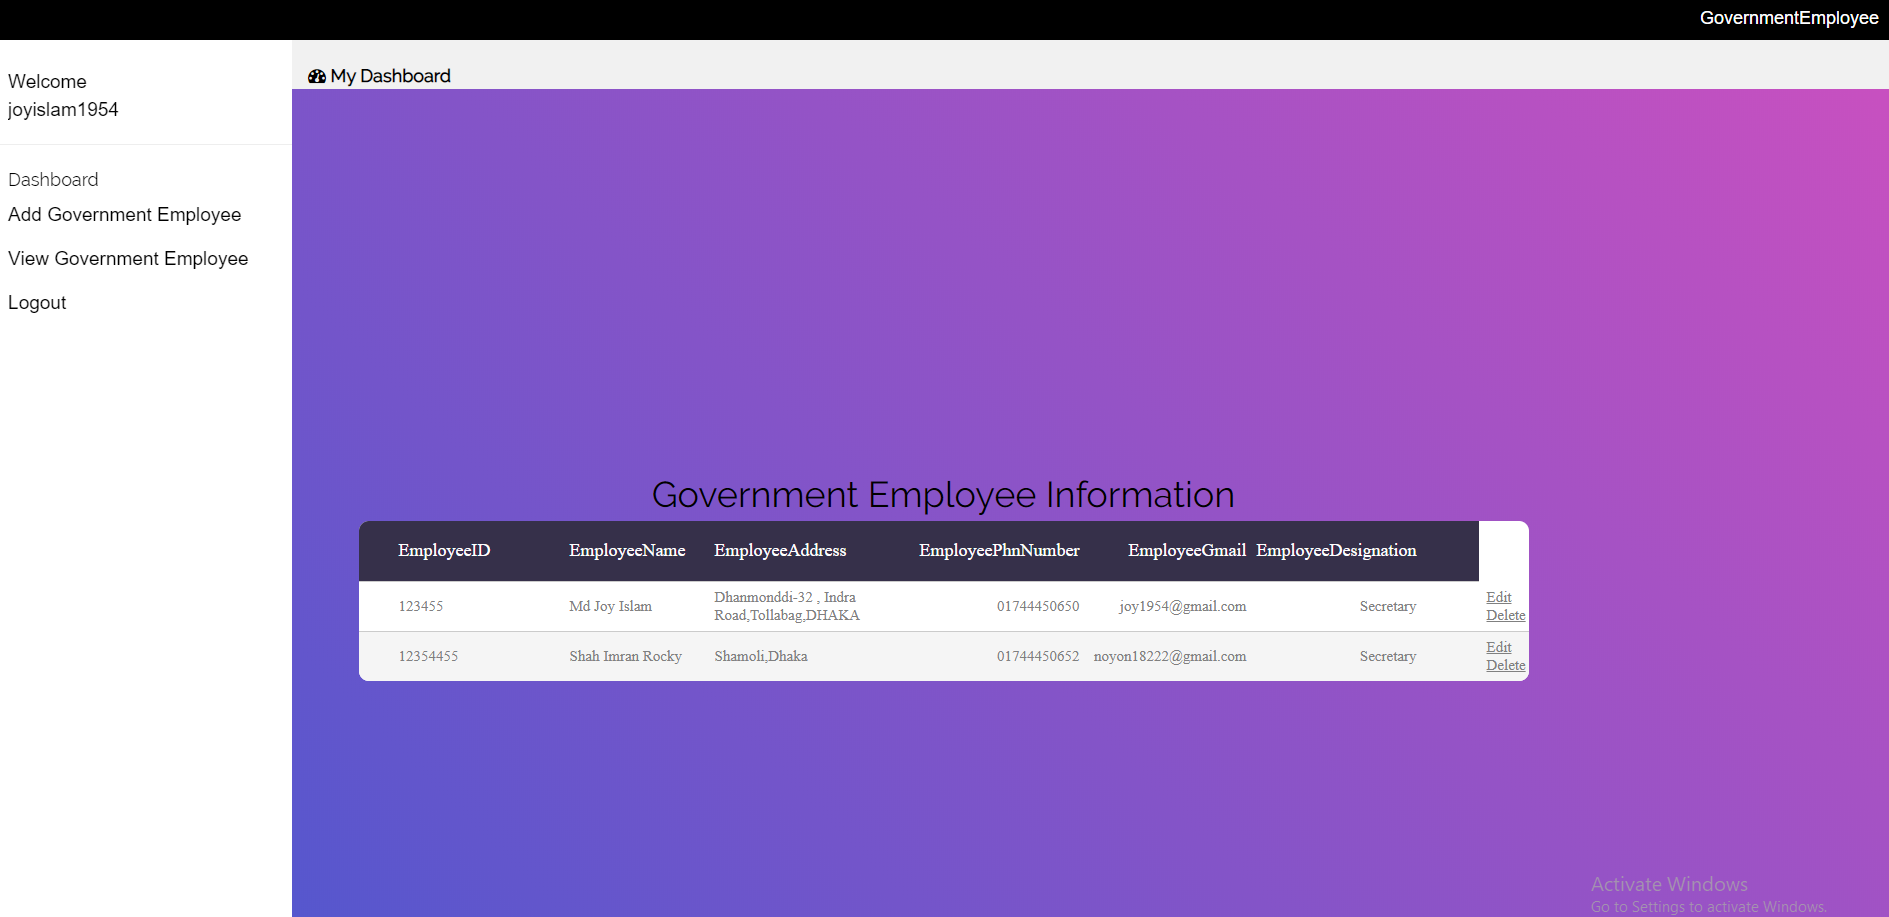 GovernmentEmployee
Welcome
joyislam1954
Dashboard
Add Government Employee
View Government Employee
Logout
My Dashboard
Government Employee Information
EmployeeID EmployeeName EmployeeAddress EmployeePhnNumber EmployeeGmail EmployeeDesignation
123455 Md Joy Islam Dhanmonddi-32 , Indra Road,Tollabag,DHAKA 01744450650 joy1954@gmail.com Secretary Edit Delete
12354455 Shah Imran Rocky Shamoli,Dhaka 01744450652 noyon18222@gmail.com Secretary Edit Delete
Activate Windows
Go to Settings to activate Windows.